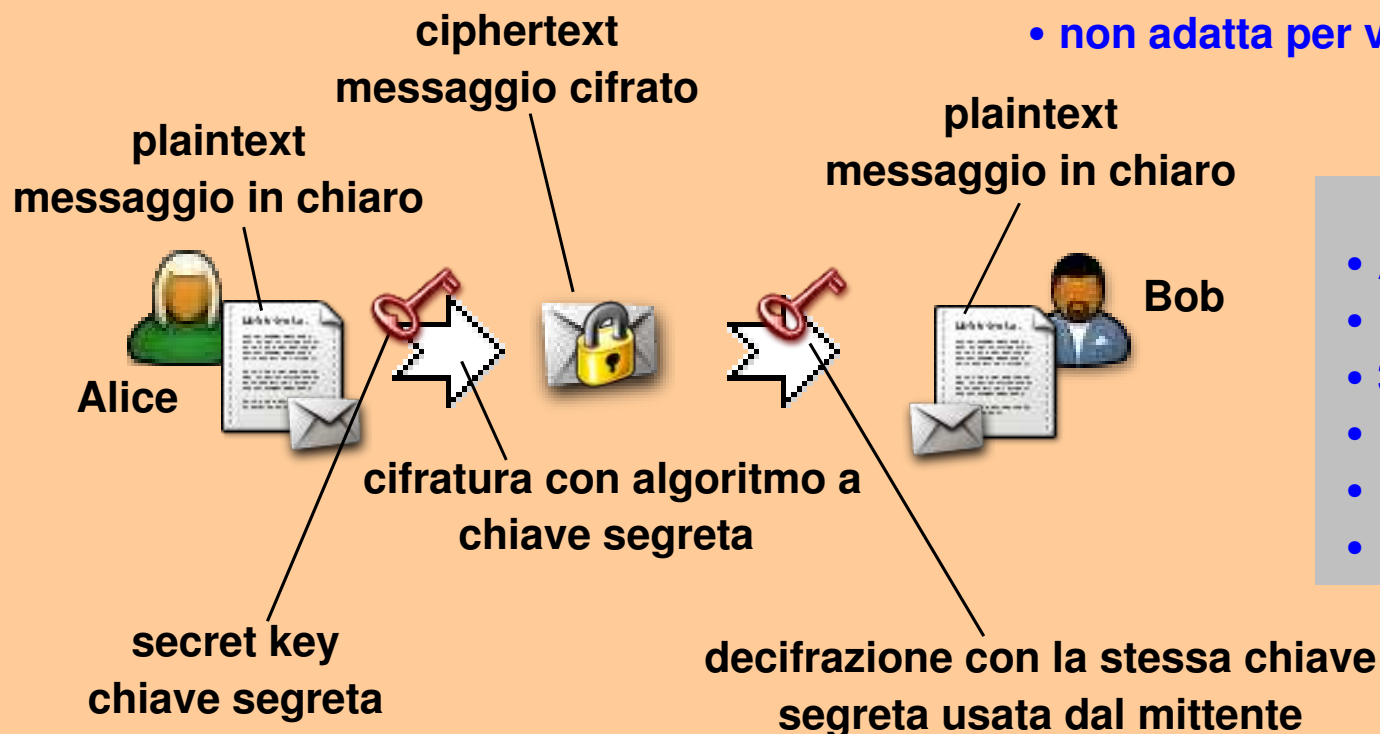 ciphertext
messaggio cifrato
• non adatta per
plaintext
messaggio in chiaro
plaintext
messaggio in chiaro
Alice
Bob
cifratura con algoritmo a
chiave segreta
secret key
chiave segreta
decifrazione con la stessa chiave
segreta usata dal mittente